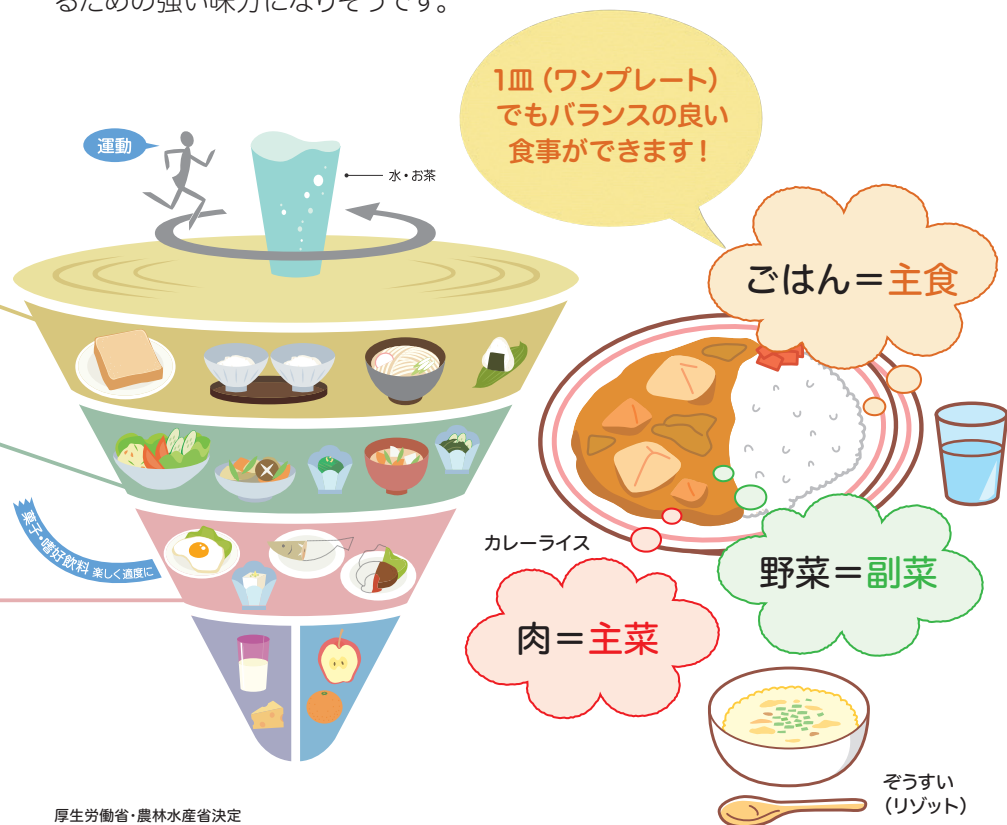 るための強い味方になりそうです。
1皿（ワンプレート）
でもバランスの良い
食事ができます！
運動
水・お茶
ごはん＝主食
菓子・嗜好飲料 楽しく適度に
カレーライス
野菜＝副菜
肉＝主菜
ぞうすい
（リゾット）
厚生労働省・農林水産省決定